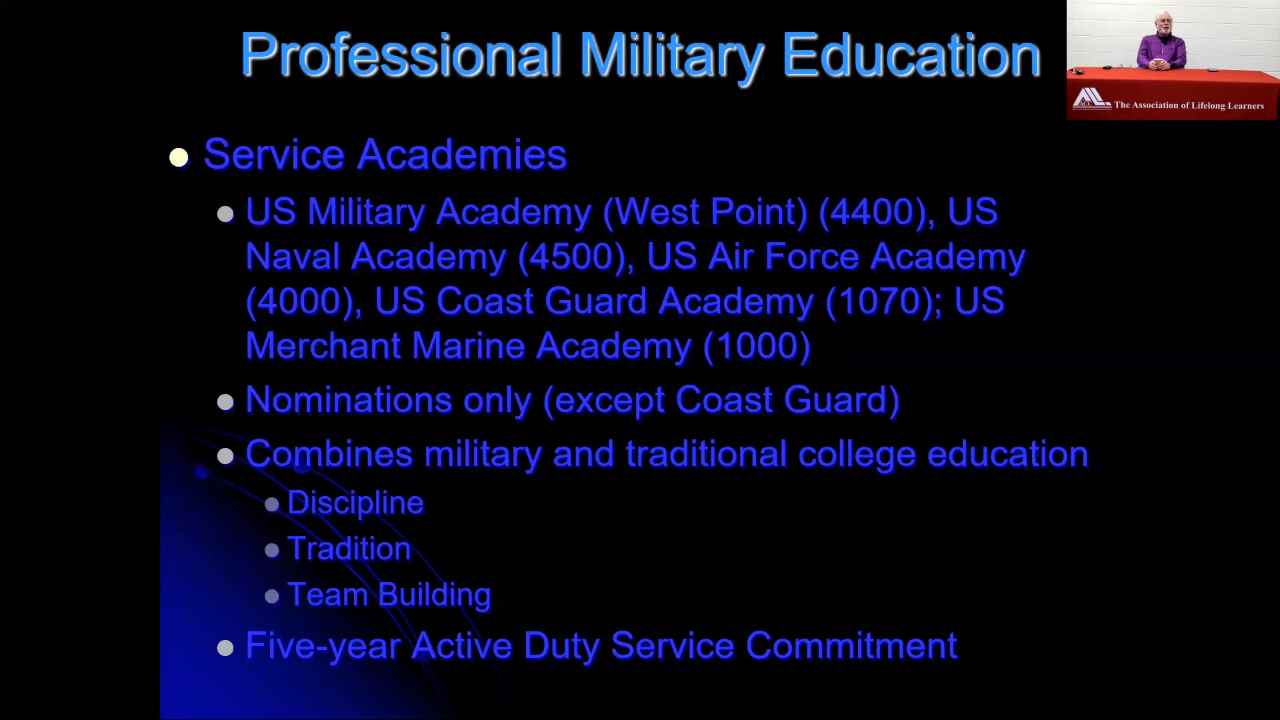 Professional Military Education
ACC
The Association of Lifelong Learners
Service Academies
US Military Academy (West Point) (4400), US
Naval Academy (4500), US Air Force Academy
(4000), US Coast Guard Academy (1070); US
Merchant Marine Academy (1000)
Nominations only (except Coast Guard)
Combines military and traditional college education
Discipline
Tradition
Team Building
Five-year Active Duty Service Commitment